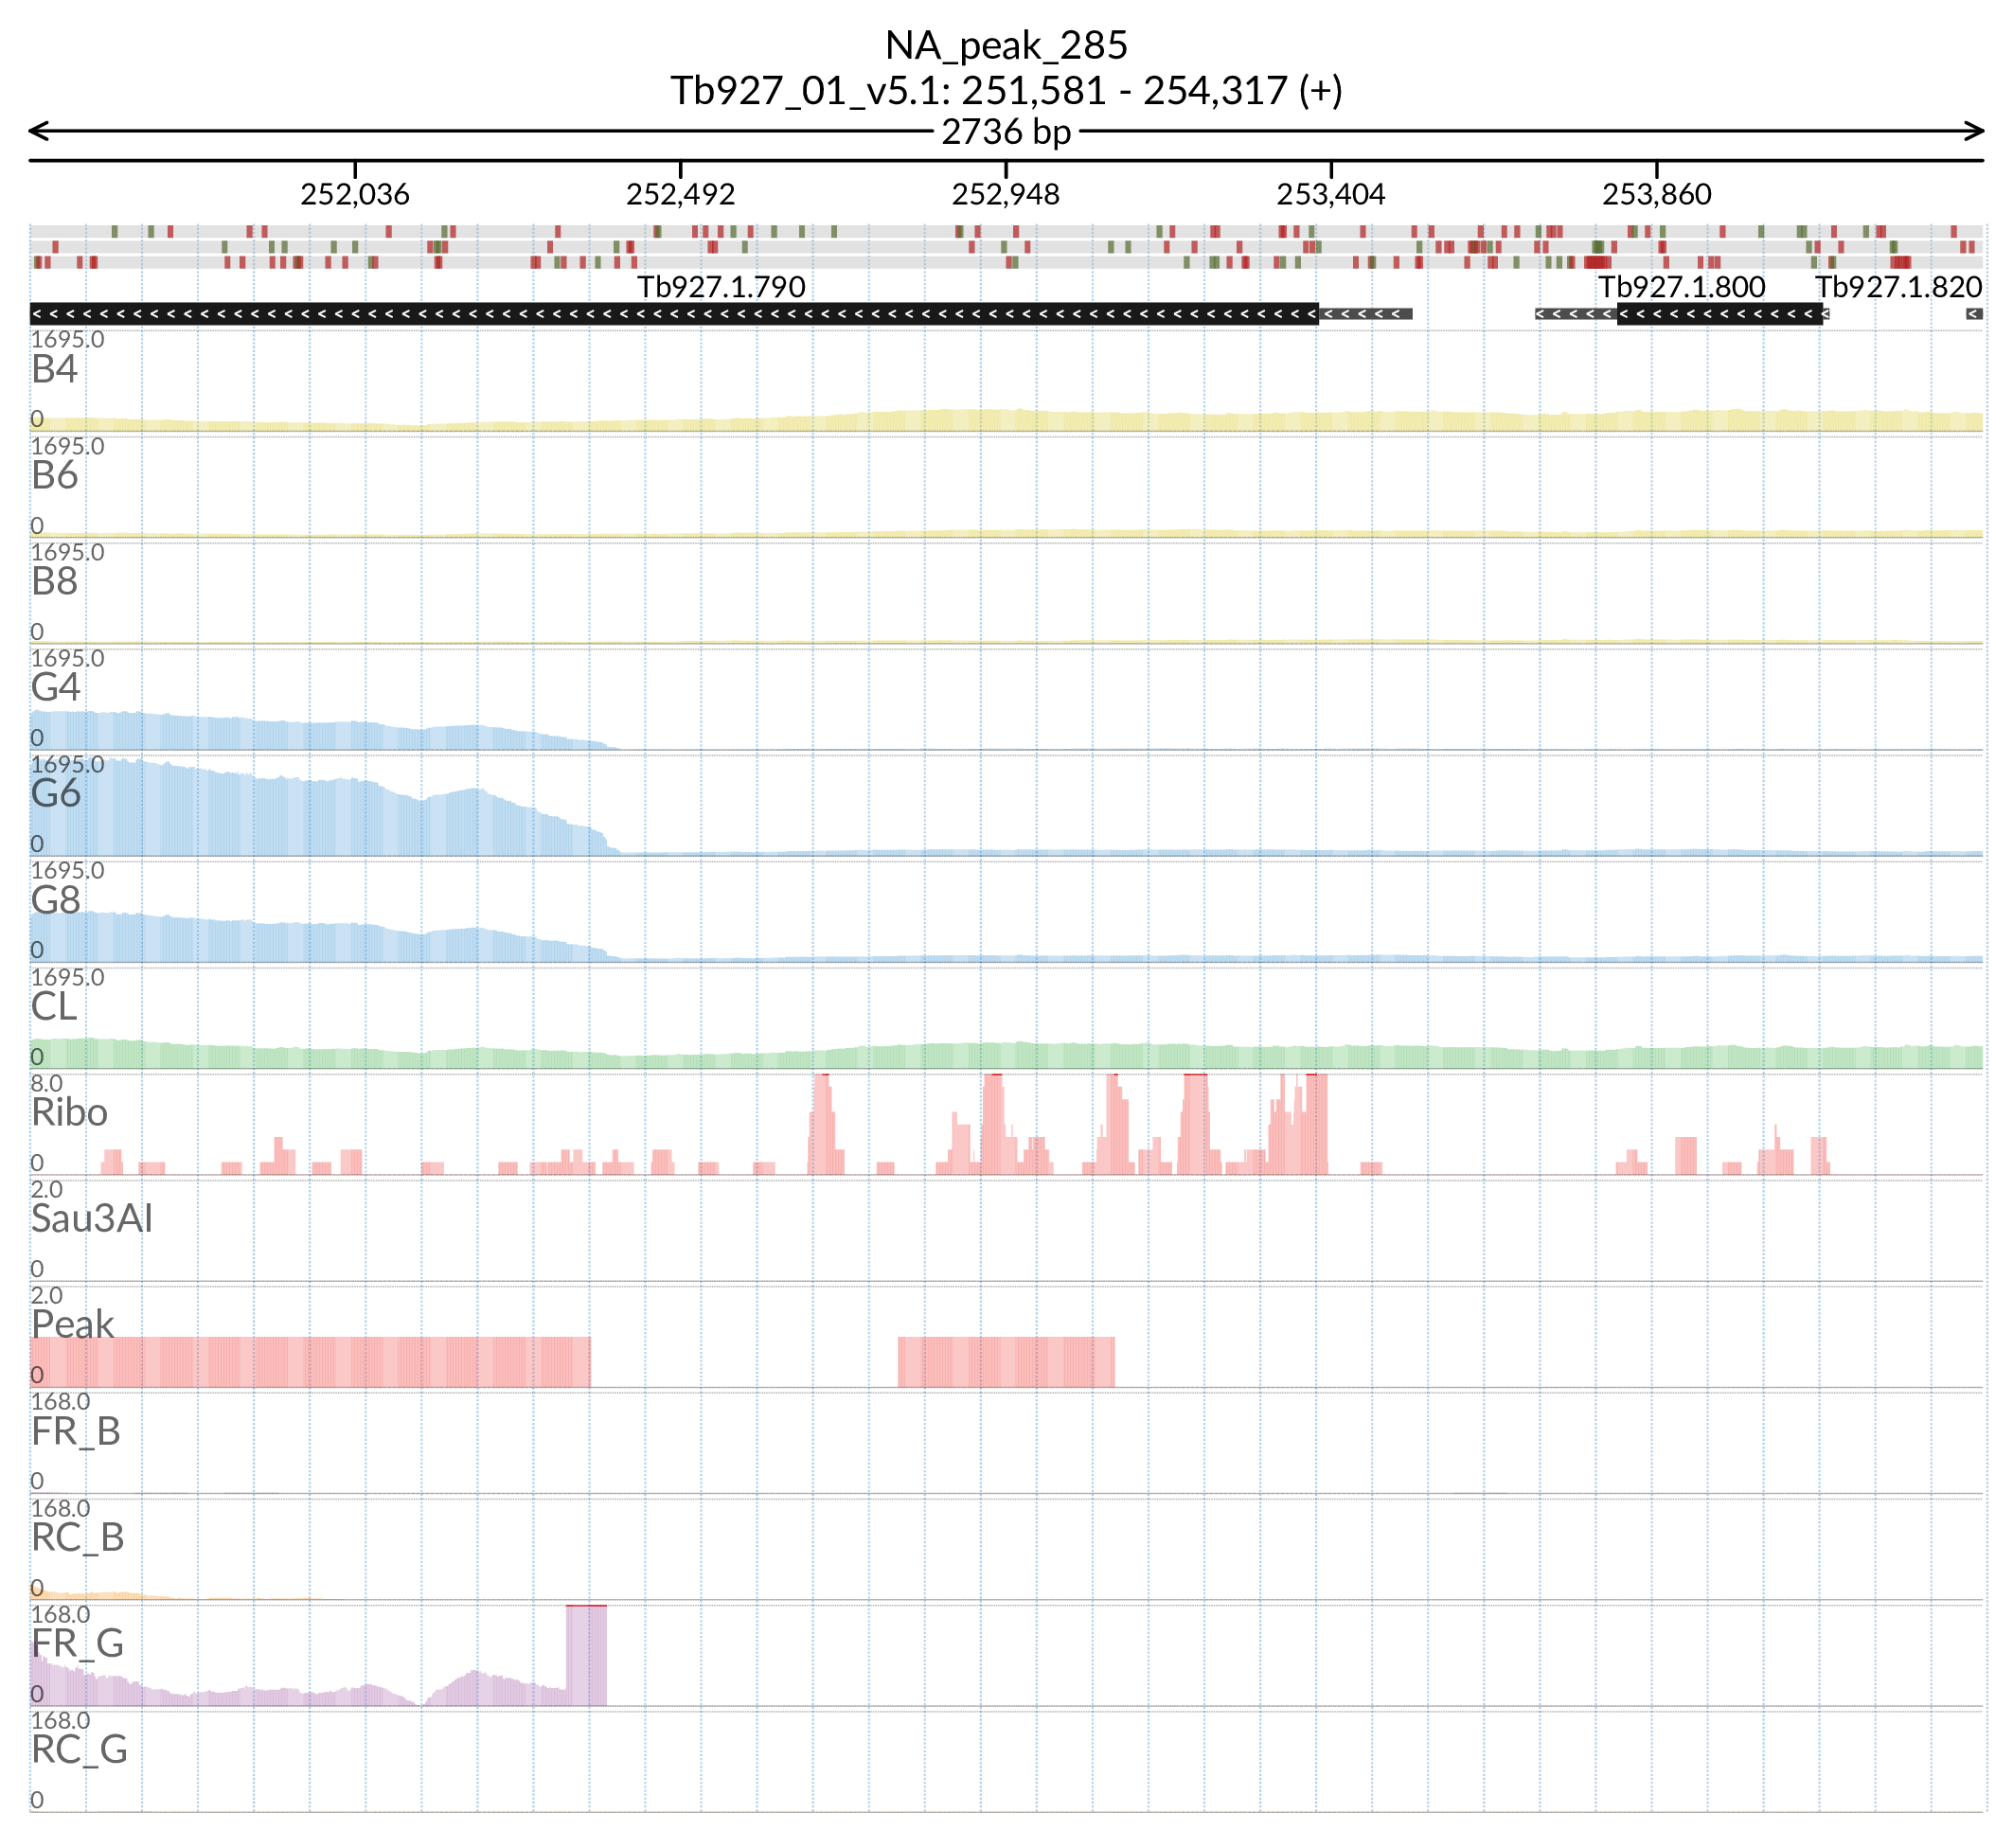 NA_peak_285
Tb927_01_v5.1: 251,581 - 254,317 (+)
2736 bp
252,036 252,492 252,948 253,404 253,860
Tb927.1.790 Tb927.1.800 Tb927.1.820
1695.0
B4
0
1695.0
B6
0
1695.0
B8
0
1695.0
G4
0
1695.0
G6
0
1695.0
G8
0
1695.0
CL
0
8.0
Ribo
0
2.0
Sau3AI
0
2.0
Peak
0
168.0
FR_B
0
168.0
RC_B
0
168.0
FR_G
0
168.0
RC_G
0